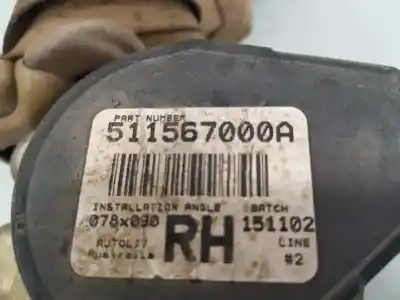 PART NUMBER
511567000A
INSTALLATION ANGLE BATCH
078x090 RH 151102
AUTOLIV LINE
Australia #2